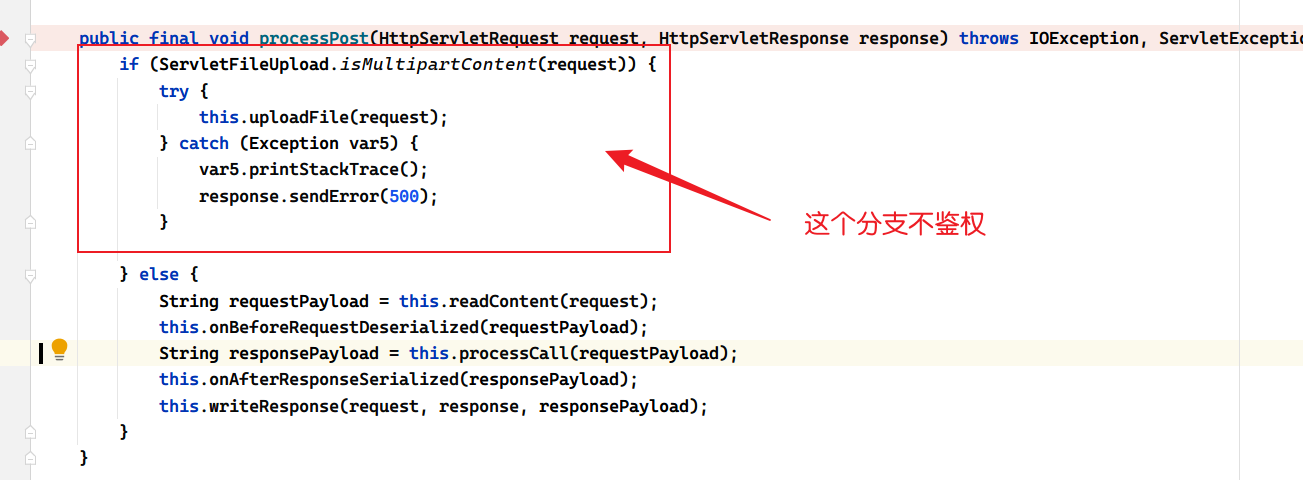 public final void processPost(HttpServletRequest request, HttpServletResponse response) throws IOException, ServletExceptio
if (ServletFileUpload.isMultipartContent(request)) {
try {
this.uploadFile(request);
} catch (Exception var5) {
var5.printStackTrace();
response.sendError(500);
}
这个分支不鉴权
} else {
String requestPayload = this.readContent(request);
this.onBeforeRequestDeserialized(requestPayload);
String responsePayload = this.processCall(requestPayload);
this.onAfterResponseSerialized(responsePayload);
this.writeResponse(request, response, responsePayload);
}
}